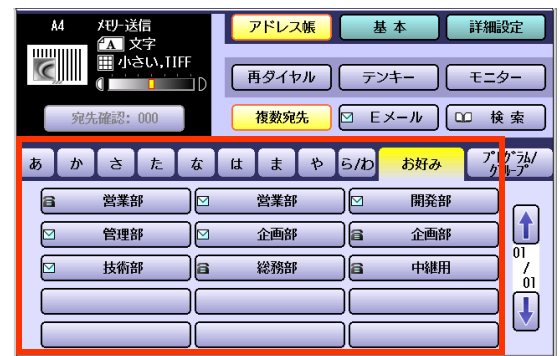 A4 メモリー送信 アドレス帳 基本 詳細設定
A 文字
小さい,TIFF
D
再ダイヤル テンキー モニター
宛先確認: 000 複数宛先 Eメール 検索
あ か さ た な は ま や ら/わ お好み プログラム/グループ
営業部 営業部 開発部
管理部 企画部 企画部
技術部 総務部 中継用
01
/
01